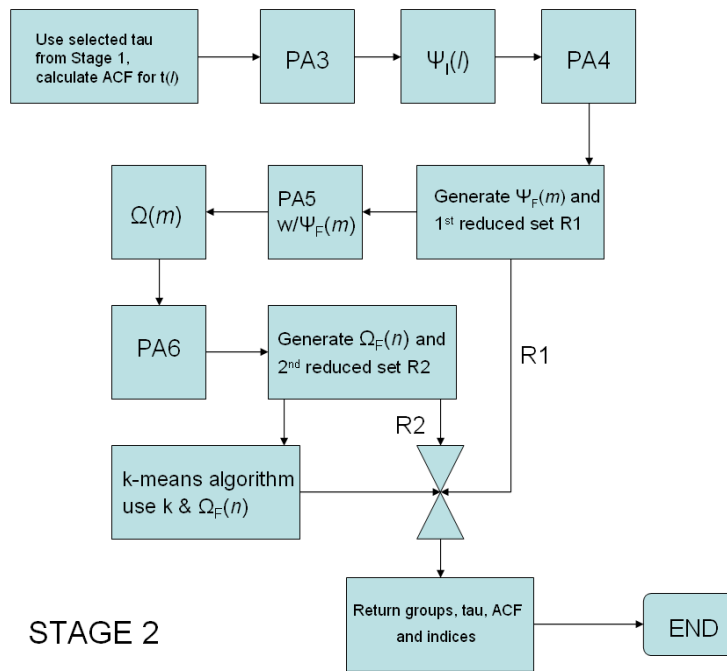 Use selected tau
from Stage 1,
calculate ACF for t(l)
PA3
Ψ_I(l)
PA4
Ω(m)
PA5
w/Ψ_F(m)
Generate Ψ_F(m) and
1st reduced set R1
PA6
Generate Ω_F(n) and
2nd reduced set R2
R1
R2
k-means algorithm
use k & Ω_F(n)
Return groups, tau, ACF
and indices
END
STAGE 2